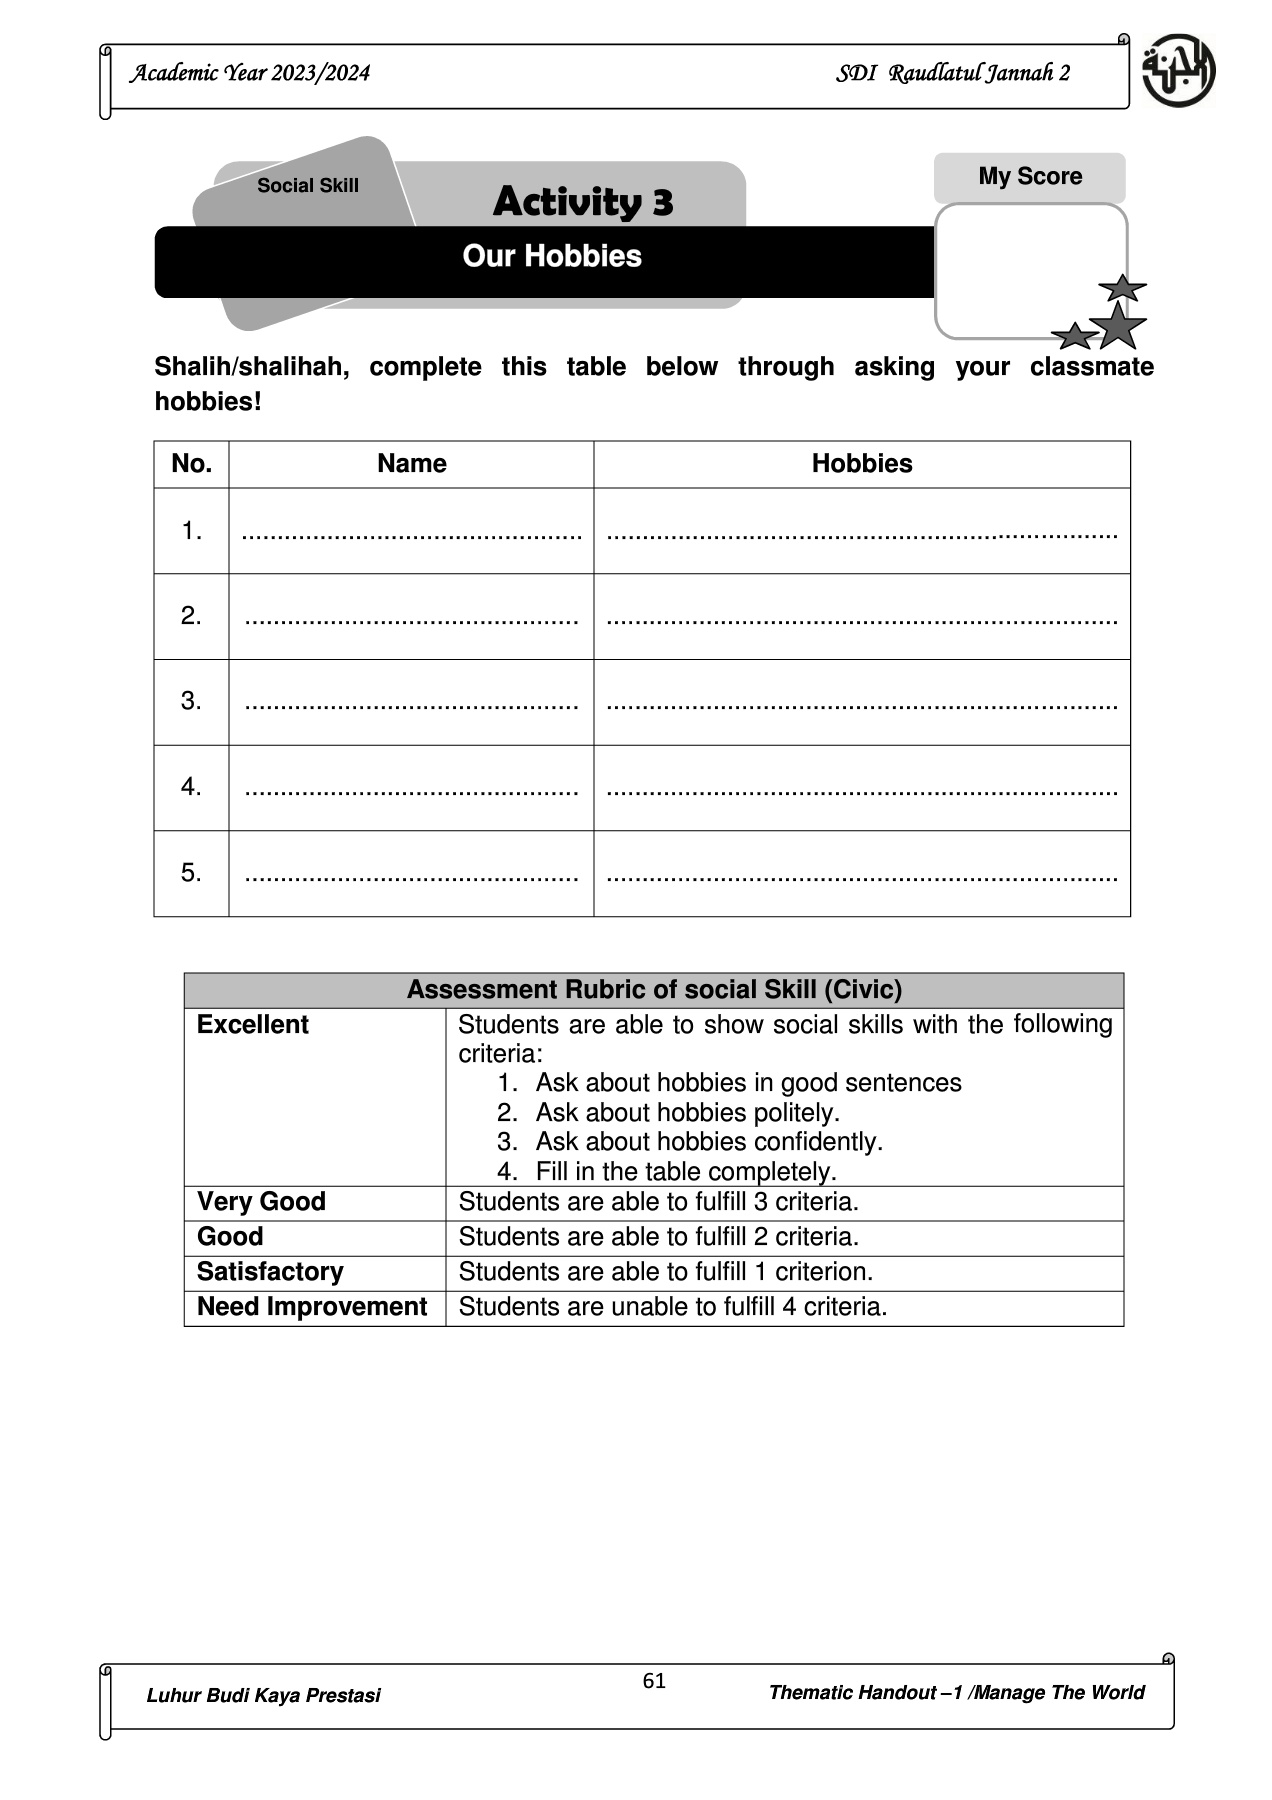 Academic Year 2023/2024 SDI Raudlatul Jannah 2
Social Skill
Activity 3
My Score
Our Hobbies
Shalih/shalihah, complete this table below through asking your classmate
hobbies!
No. Name Hobbies
1. ................................................ ........................................................................
2. ............................................... ........................................................................
3. ............................................... ........................................................................
4. ............................................... ........................................................................
5. ............................................... ........................................................................
Assessment Rubric of social Skill (Civic)
Excellent Students are able to show social skills with the following
criteria:
1. Ask about hobbies in good sentences
2. Ask about hobbies politely.
3. Ask about hobbies confidently.
4. Fill in the table completely.
Very Good Students are able to fulfill 3 criteria.
Good Students are able to fulfill 2 criteria.
Satisfactory Students are able to fulfill 1 criterion.
Need Improvement Students are unable to fulfill 4 criteria.
61
Luhur Budi Kaya Prestasi Thematic Handout –1 /Manage The World